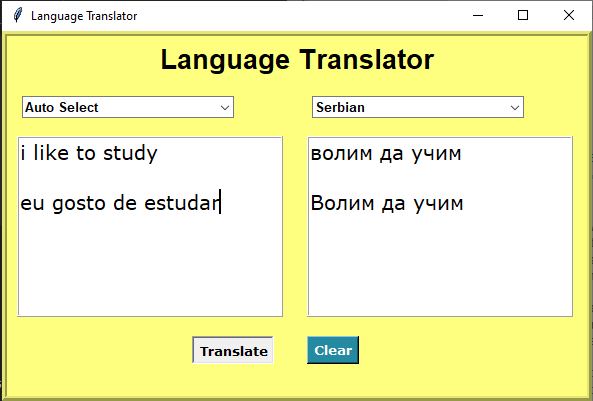 Language Translator
Language Translator
Auto Select
Serbian
i like to study
eu gosto de estudar
волим да учим
Волим да учим
Translate
Clear